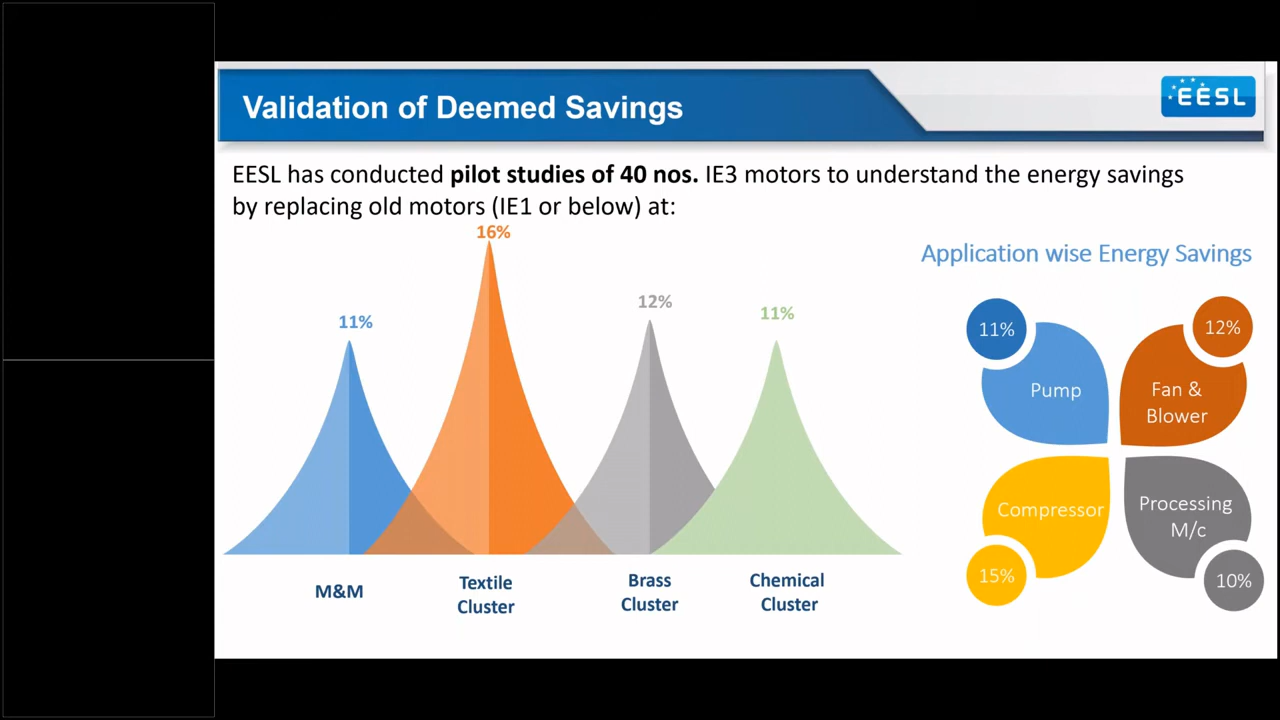 Validation of Deemed Savings
EESL
EESL has conducted pilot studies of 40 nos. IE3 motors to understand the energy savings
by replacing old motors (IE1 or below) at:
16%
11%
12%
11%
M&M
Textile
Cluster
Brass
Cluster
Chemical
Cluster
Application wise Energy Savings
11%
Pump
12%
Fan &
Blower
Compressor
15%
Processing
M/c
10%